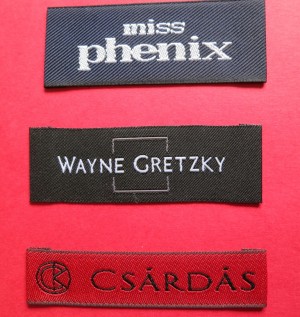 miss
phenix
WAYNE GRETZKY
CSÁRDÁS